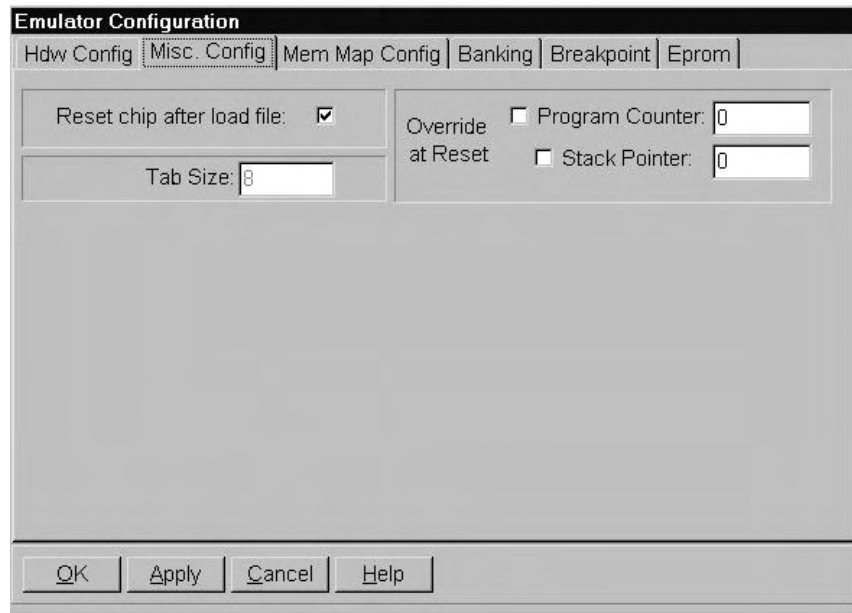 Emulator Configuration
Hdw Config Misc. Config Mem Map Config Banking Breakpoint Eprom
Reset chip after load file:
Tab Size: 8
Override at Reset
Program Counter: 0
Stack Pointer: 0
OK Apply Cancel Help